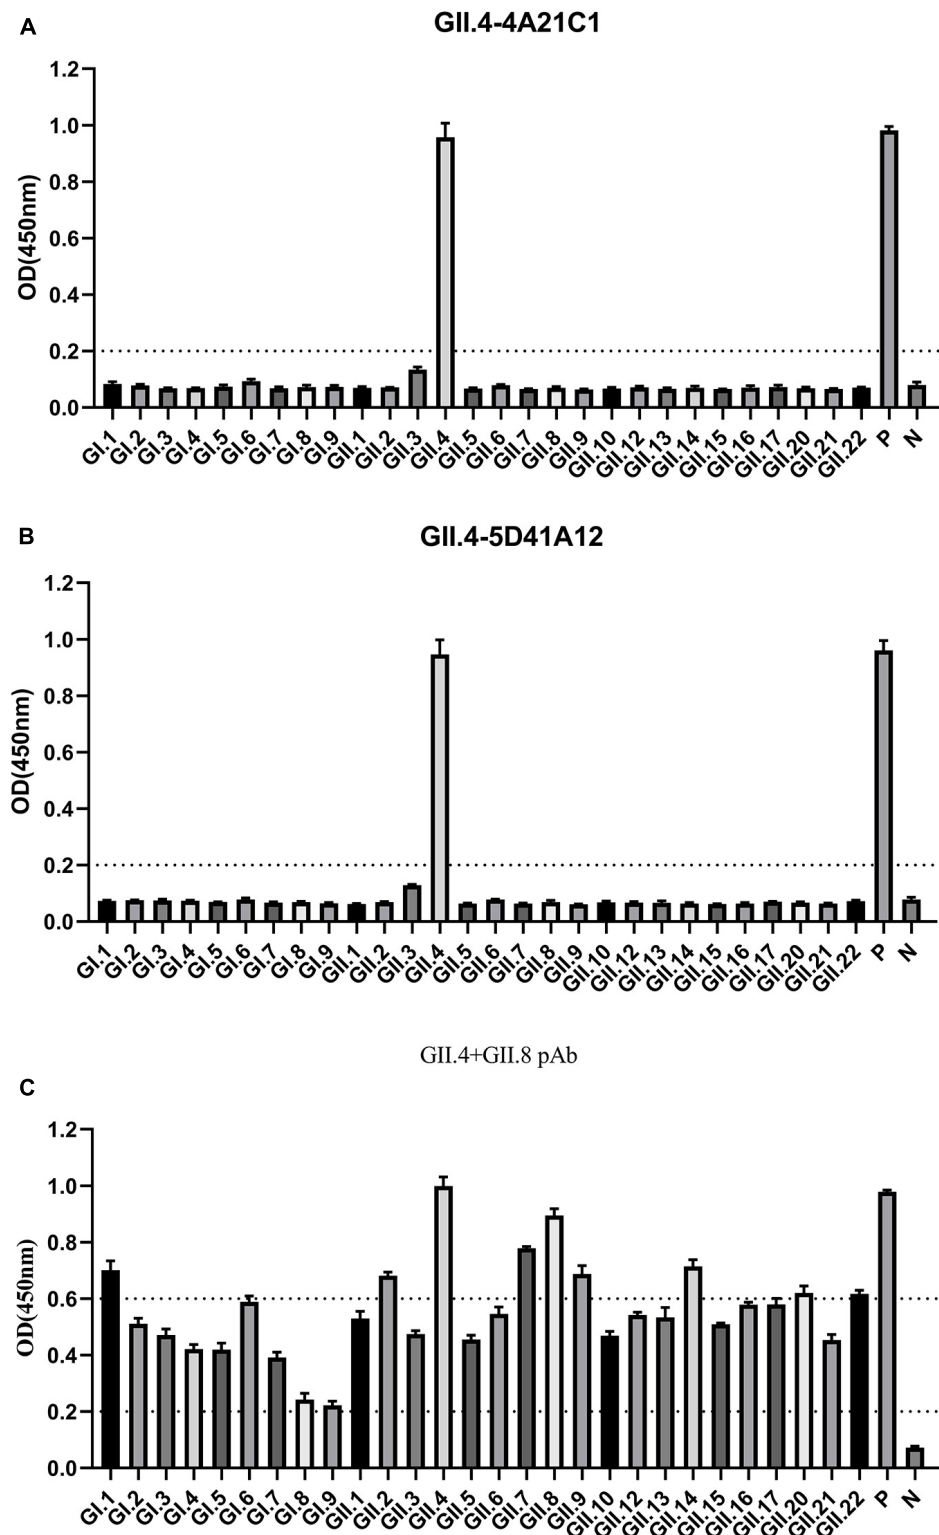 A
GII.4-4A21C1
OD(450nm)
1.2
1.0
0.8
0.6
0.4
0.2
0.0
GI.1 GI.2 GI.3 GI.4 GI.5 GI.6 GI.7 GI.8 GI.9 GII.1 GII.2 GII.3 GII.4 GII.5 GII.6 GII.7 GII.8 GII.9 GII.10 GII.12 GII.13 GII.14 GII.15 GII.16 GII.17 GII.20 GII.21 GII.22 P N
B
GII.4-5D41A12
OD(450nm)
1.2
1.0
0.8
0.6
0.4
0.2
0.0
GI.1 GI.2 GI.3 GI.4 GI.5 GI.6 GI.7 GI.8 GI.9 GII.1 GII.2 GII.3 GII.4 GII.5 GII.6 GII.7 GII.8 GII.9 GII.10 GII.12 GII.13 GII.14 GII.15 GII.16 GII.17 GII.20 GII.21 GII.22 P N
GII.4+GII.8 pAb
C
OD(450nm)
1.2
1.0
0.8
0.6
0.4
0.2
0.0
GI.1 GI.2 GI.3 GI.4 GI.5 GI.6 GI.7 GI.8 GI.9 GII.1 GII.2 GII.3 GII.4 GII.5 GII.6 GII.7 GII.8 GII.9 GII.10 GII.12 GII.13 GII.14 GII.15 GII.16 GII.17 GII.20 GII.21 GII.22 P N